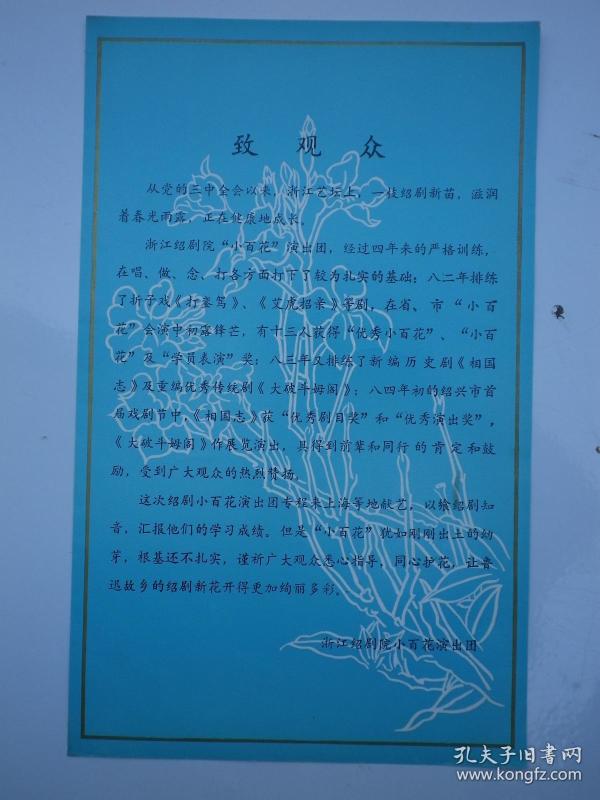 致观众
从党的三中全会以来，浙江艺坛上，一枝绍剧新苗，滋润
着春光雨露，正在健康地成长。
浙江绍剧院“小百花”演出团，经过四年来的严格训练，
在唱、做、念、打各方面打下了较为扎实的基础；八二年排练
了折子戏《打銮驾》、《艾虎招亲》等剧，在省、市“小百
花”会演中初露锋芒，有十三人获得“优秀小百花”、“小百
花”及“学员表演”奖；八三年又排练了新编历史剧《相国
志》及重编优秀传统剧《大破斗姆阁》；八四年初的绍兴市首
届戏剧节中，《相国志》获“优秀剧目奖”和“优秀演出奖”，
《大破斗姆阁》作展览演出，具得到前辈和同行的肯定和鼓
励，受到广大观众的热烈赞扬。
这次绍剧小百花演出团专程来上海等地献艺，以飨绍剧知
音，汇报他们的学习成绩。但是“小百花”犹如刚刚出土的幼
芽，根基还不扎实，谨祈广大观众悉心指导，同心护花，让鲁
迅故乡的绍剧新花开得更加绚丽多彩。
浙江绍剧院小百花演出团
孔夫子旧书网
www.kongfz.com